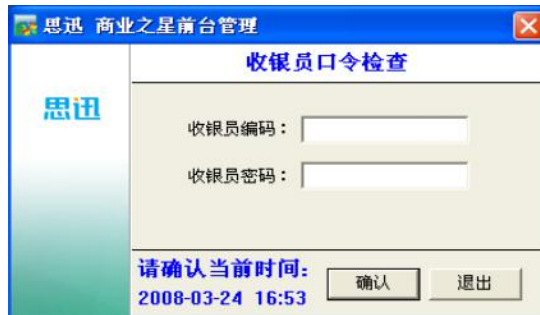 思迅 商业之星前台管理
收银员口令检查
思迅
收银员编码：
收银员密码：
请确认当前时间:
2008-03-24 16:53
确认
退出